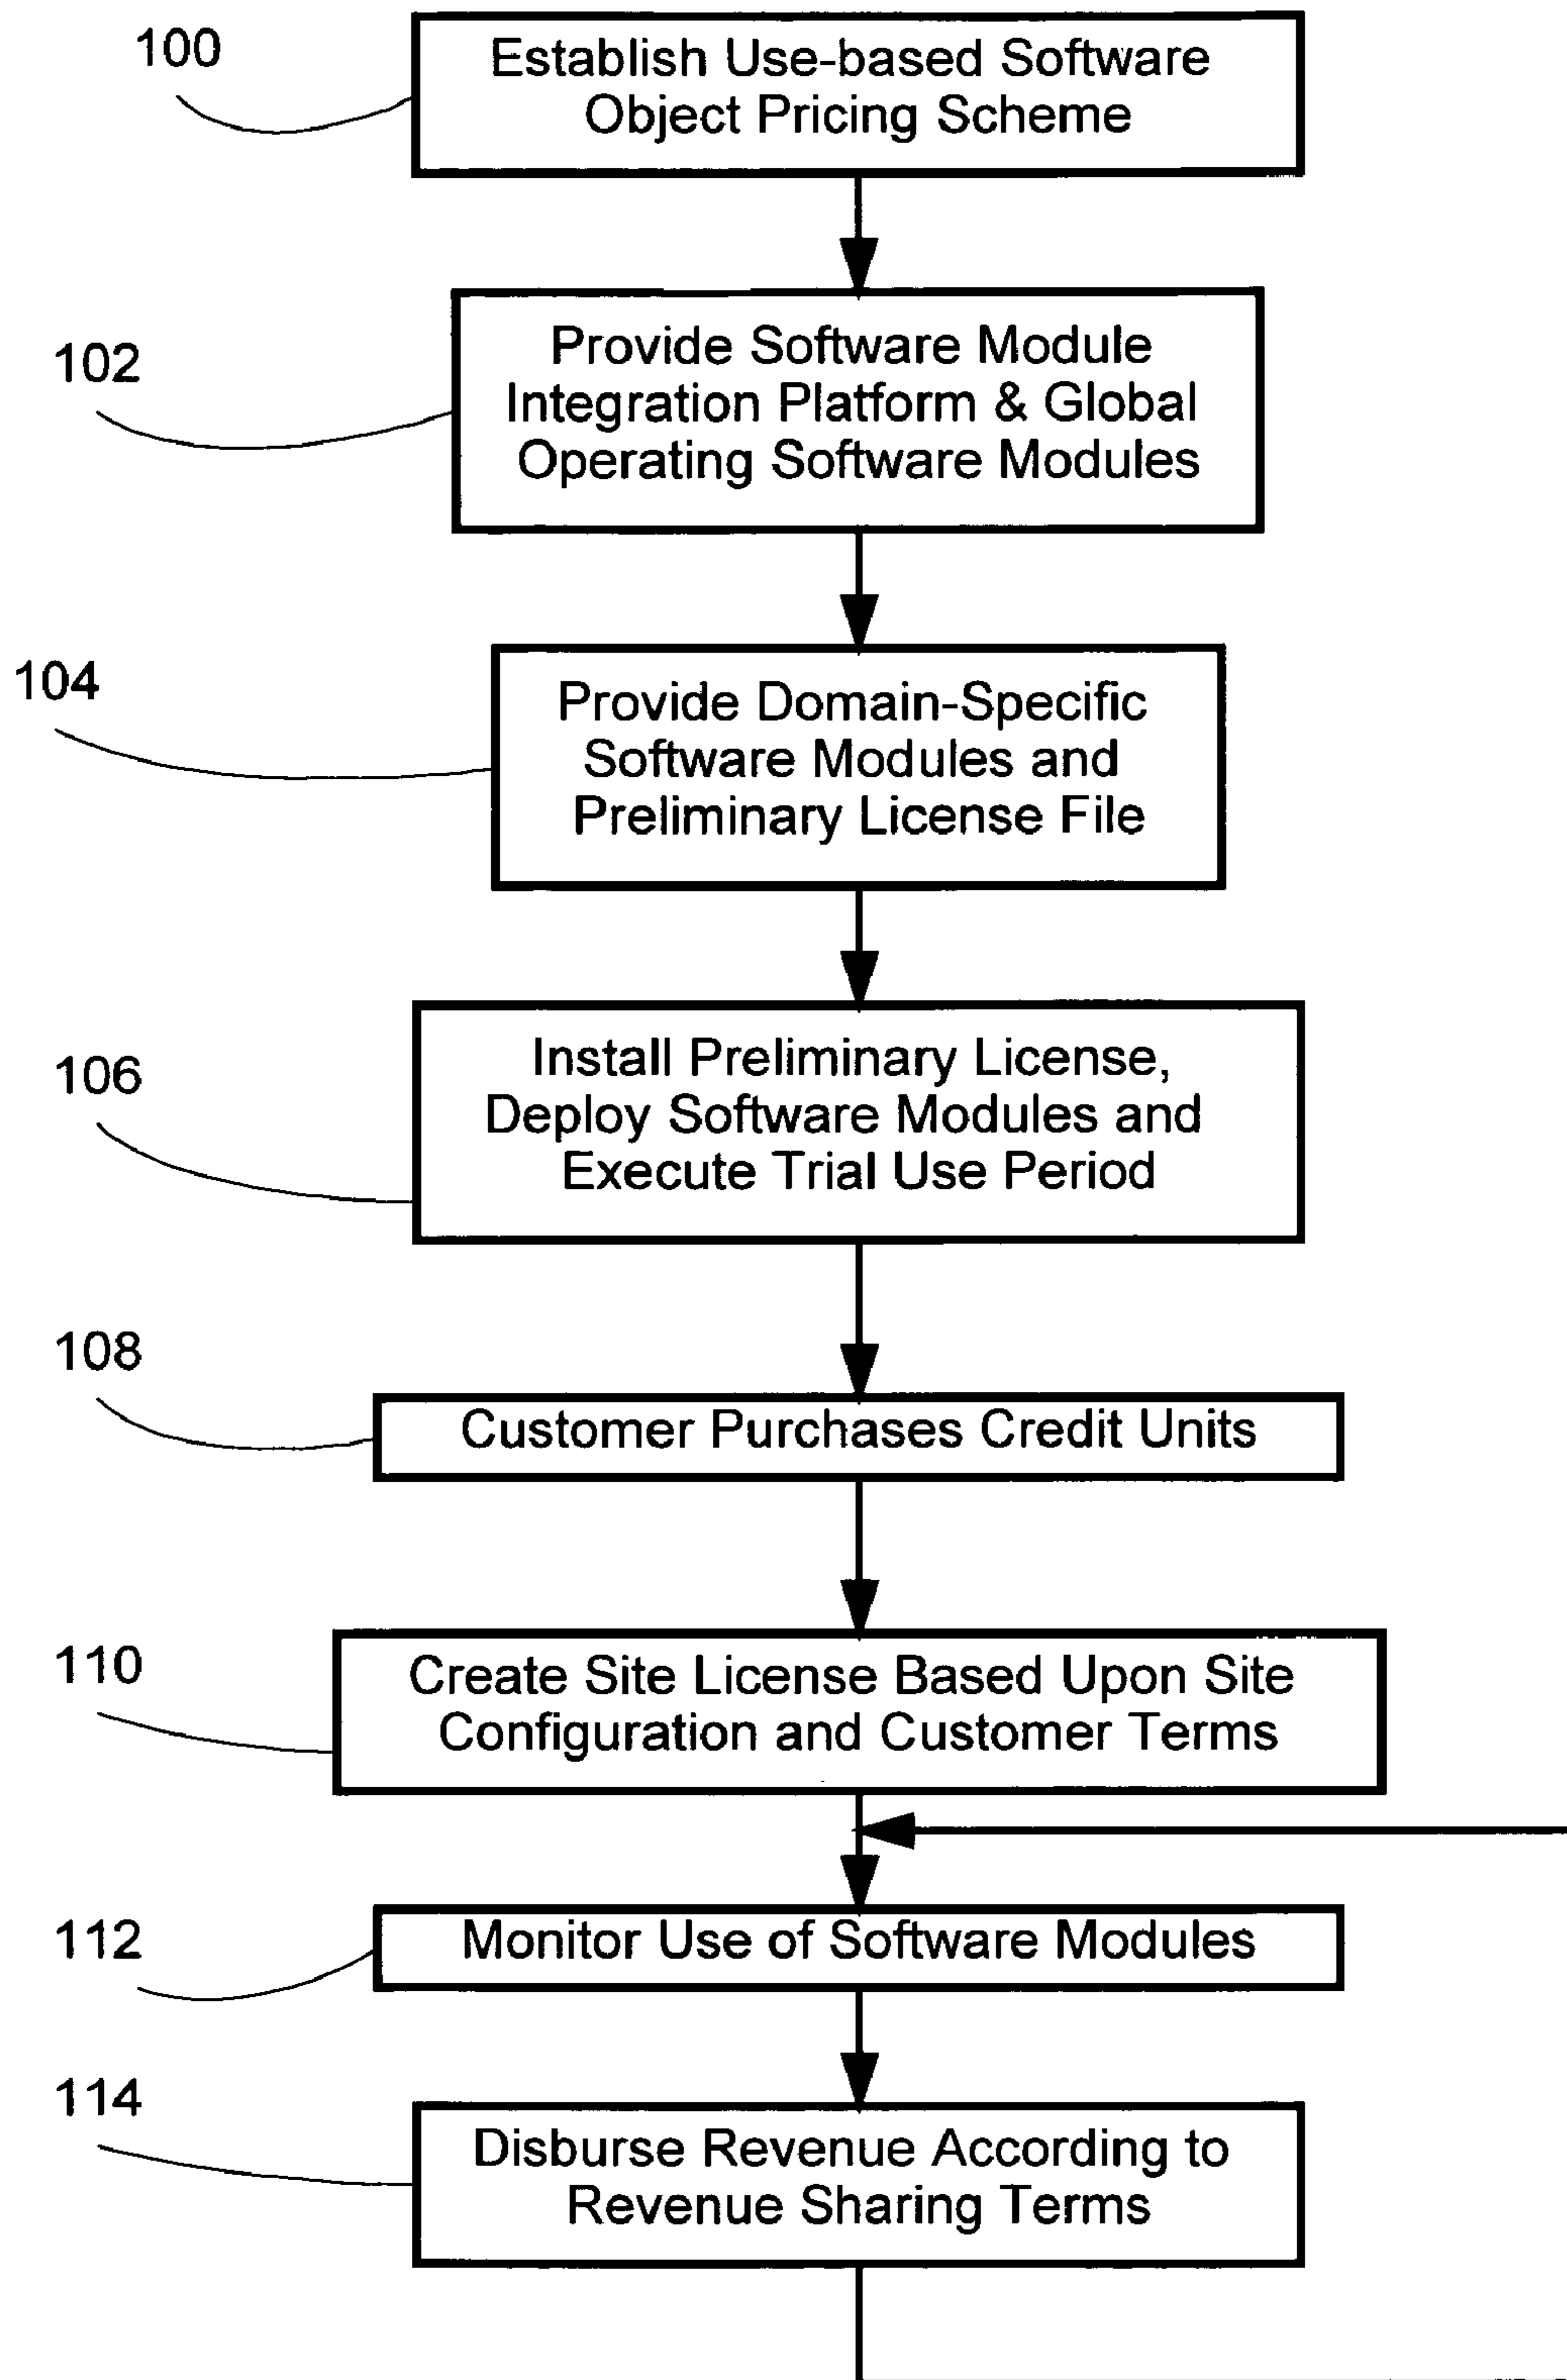 100
Establish Use-based Software
Object Pricing Scheme
102
Provide Software Module
Integration Platform & Global
Operating Software Modules
104
Provide Domain-Specific
Software Modules and
Preliminary License File
106
Install Preliminary License,
Deploy Software Modules and
Execute Trial Use Period
108
Customer Purchases Credit Units
110
Create Site License Based Upon Site
Configuration and Customer Terms
112
Monitor Use of Software Modules
114
Disburse Revenue According to
Revenue Sharing Terms